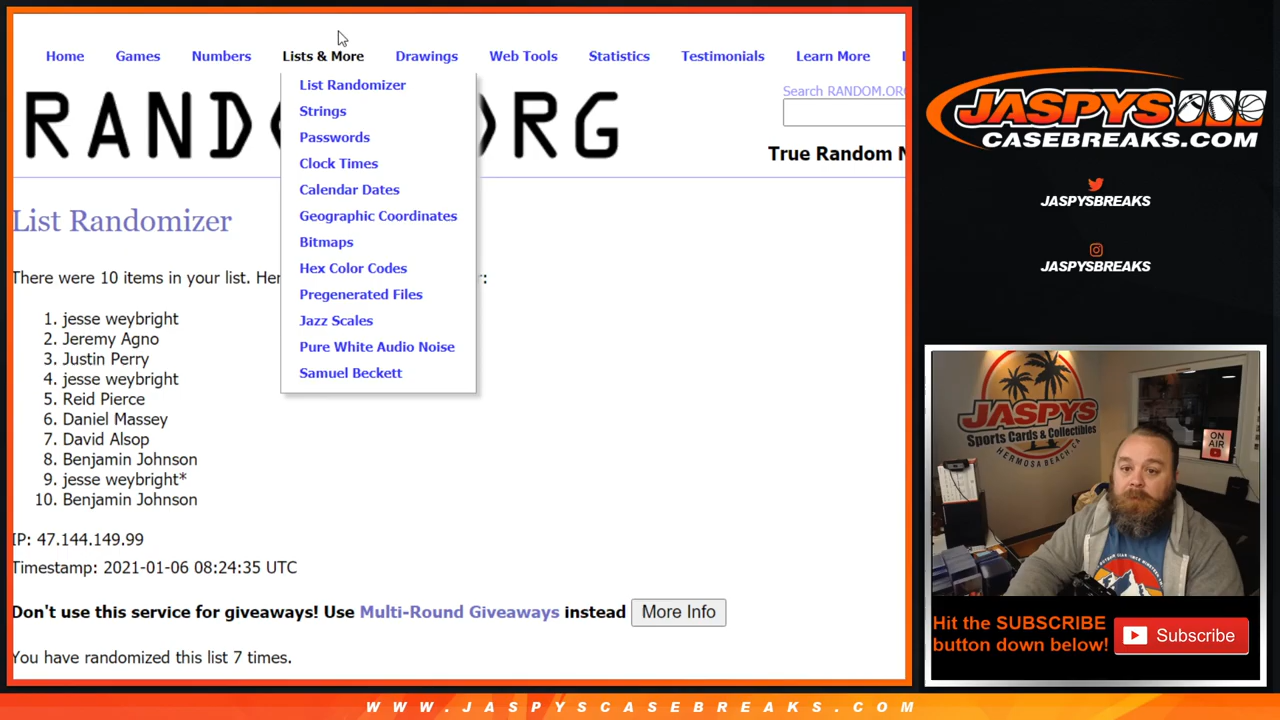 Home Games Numbers Lists & More Drawings Web Tools Statistics Testimonials Learn More
List Randomizer
Strings
Passwords
Clock Times
Calendar Dates
Geographic Coordinates
Bitmaps
Hex Color Codes
Pregenerated Files
Jazz Scales
Pure White Audio Noise
Samuel Beckett
RAND RG
Search RANDOM.ORG
True Random N
List Randomizer
There were 10 items in your list. Her :
1. jesse weybright
2. Jeremy Agno
3. Justin Perry
4. jesse weybright
5. Reid Pierce
6. Daniel Massey
7. David Alsop
8. Benjamin Johnson
9. jesse weybright*
10. Benjamin Johnson
IP: 47.144.149.99
Timestamp: 2021-01-06 08:24:35 UTC
Don't use this service for giveaways! Use Multi-Round Giveaways instead More Info
You have randomized this list 7 times.
JASPYS
CASEBREAKS.COM
JASPYSBREAKS
JASPYSBREAKS
JASPYS
Sports Cards & Collectibles
HERMOSA BEACH, CA
ON
AIR
Hit the SUBSCRIBE
button down below!
Subscribe
WWW.JASPYSCASEBREAKS.COM